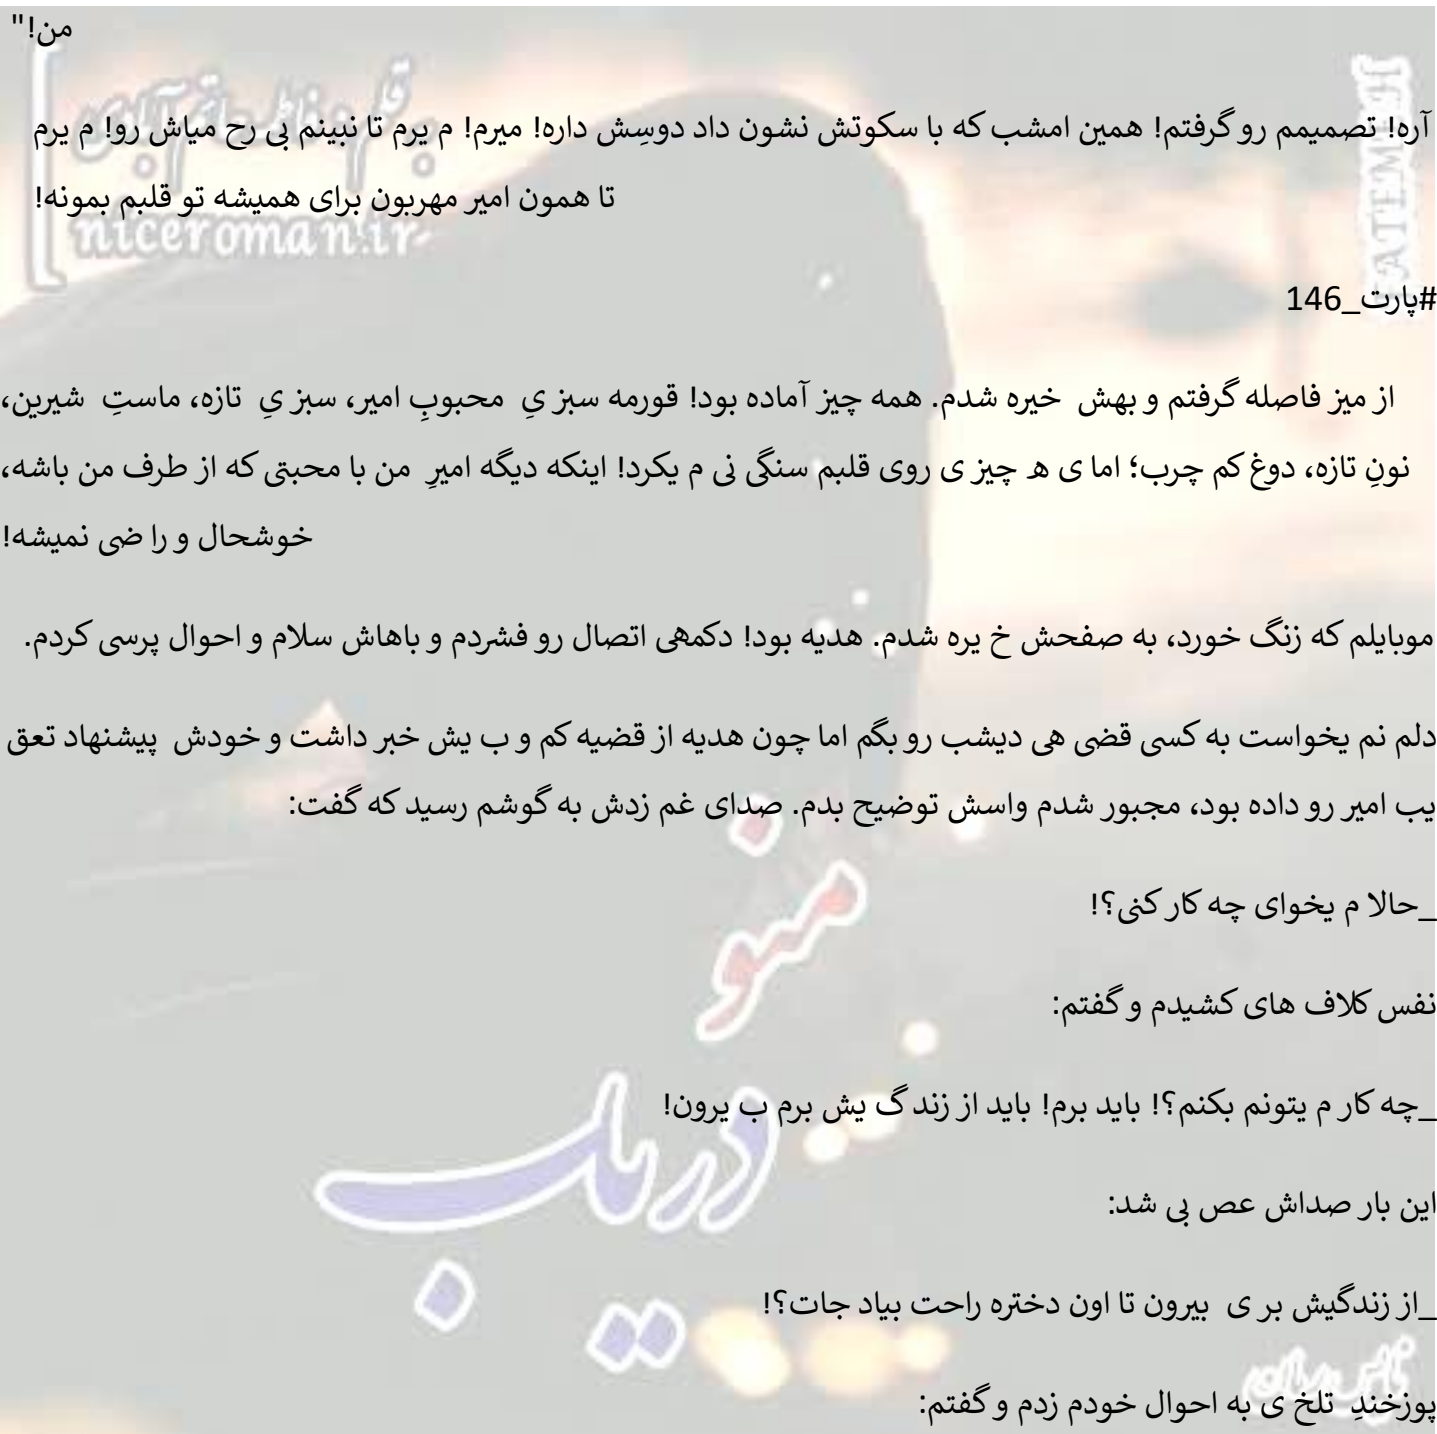 من!"
آره! تصمیمم رو گرفتم! همین امشب که با سکوتش نشون داد دوسِش داره! میرم! م یرم تا نبینم بی رح میاش رو! م یرم
تا همون امیر مهربون برای همیشه تو قلبم بمونه!
niceroman.ir
FATEMEH
#پارت_146
از میز فاصله گرفتم و بهش خیره شدم. همه چیز آماده بود! قورمه سبز یِ محبوبِ امیر، سبز یِ تازه، ماستِ شیرین،
نونِ تازه، دوغ کم چرب؛ اما ی ه چیز ی روی قلبم سنگی نی م یکرد! اینکه دیگه امیرِ من با محبتی که از طرف من باشه،
خوشحال و را ضی نمیشه!
موبایلم که زنگ خورد، به صفحش خ یره شدم. هدیه بود! دکمهی اتصال رو فشردم و باهاش سلام و احوال پرسی کردم.
دلم نم یخواست به کسی قضی هی دیشب رو بگم اما چون هدیه از قضیه کم و ب یش خبر داشت و خودش پیشنهاد تعق
یب امیر رو داده بود، مجبور شدم واسش توضیح بدم. صدای غم زدش به گوشم رسید که گفت:
_حالا م یخوای چه کار کنی؟!
منو
نفس کلاف های کشیدم و گفتم:
_چه کار م یتونم بکنم؟! باید برم! باید از زند گ یش برم ب یرون!
دریاب
این بار صداش عص بی شد:
_از زندگیش بر ی بیرون تا اون دختره راحت بیاد جات؟!
پوزخندِ تلخ ی به احوال خودم زدم و گفتم: